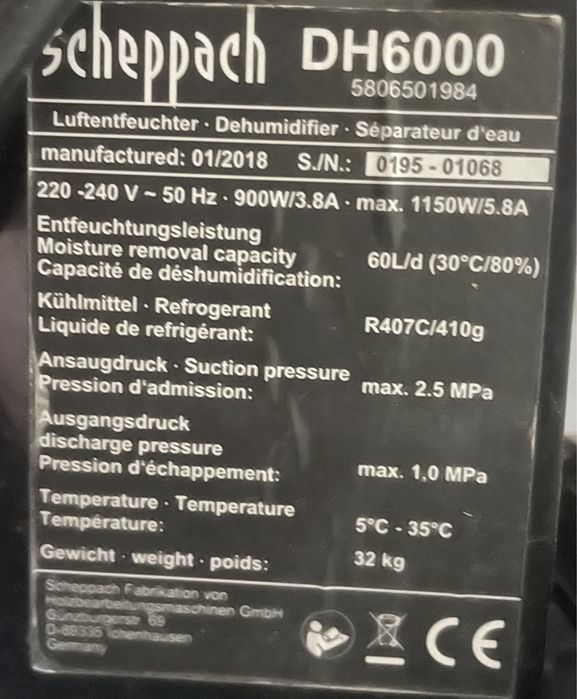 scheppach DH6000
5806501984
Luftentfeuchter · Dehumidifier · Séparateur d'eau
manufactured: 01/2018 S./N.: 0195 - 01068
220 -240 V ~ 50 Hz · 900W/3.8A · max. 1150W/5.8A
Entfeuchtungsleistung
Moisture removal capacity 60L/d (30°C/80%)
Capacité de déshumidification:
Kühlmittel · Refrogerant
Liquide de refrigérant: R407C/410g
Ansaugdruck · Suction pressure
Pression d'admission: max. 2.5 MPa
Ausgangsdruck
discharge pressure
Pression d'échappement: max. 1,0 MPa
Temperature · Temperature
Température: 5°C - 35°C
Gewicht · weight · poids: 32 kg
Scheppach Fabrikation von
Holzbearbeitungsmaschinen GmbH
Günzburgerstr. 69
D-89335 Ichenhausen
Germany
CE